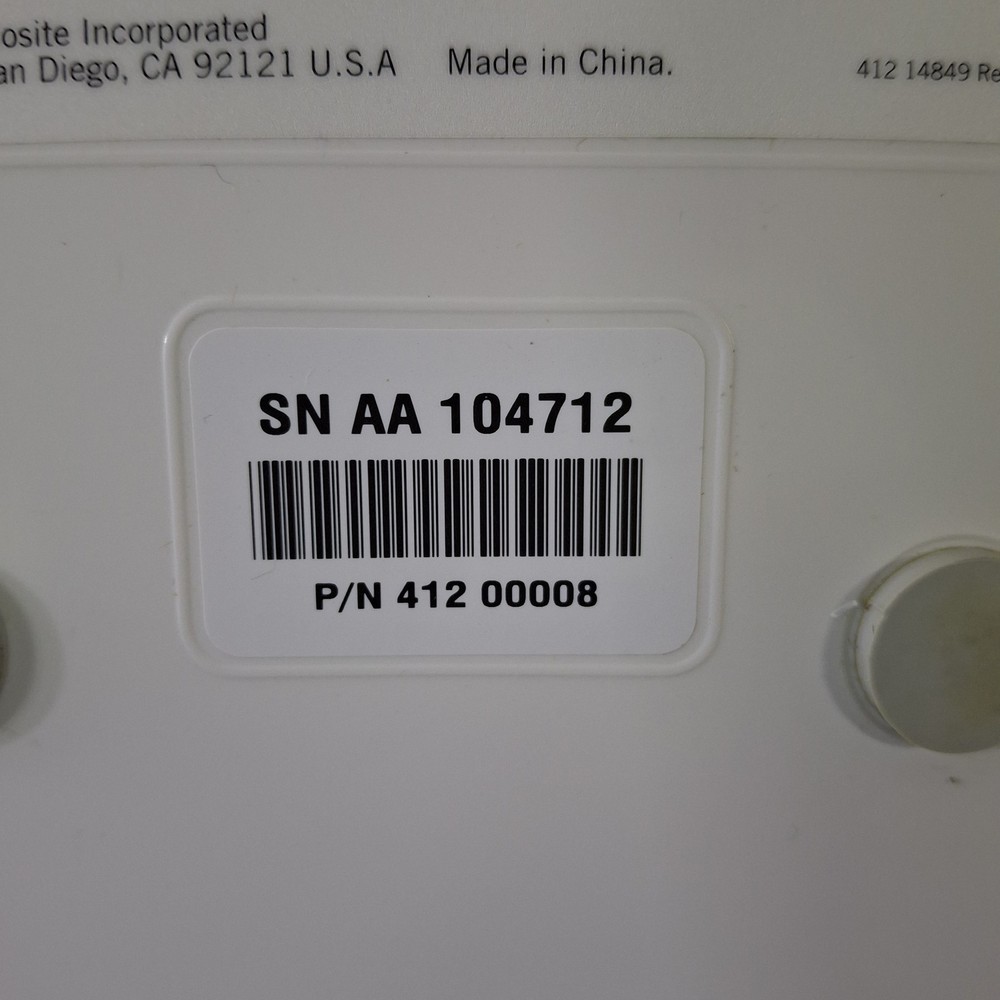 osite Incorporated
an Diego, CA 92121 U.S.A Made in China.
412 14849 Re
SN AA 104712
P/N 412 00008